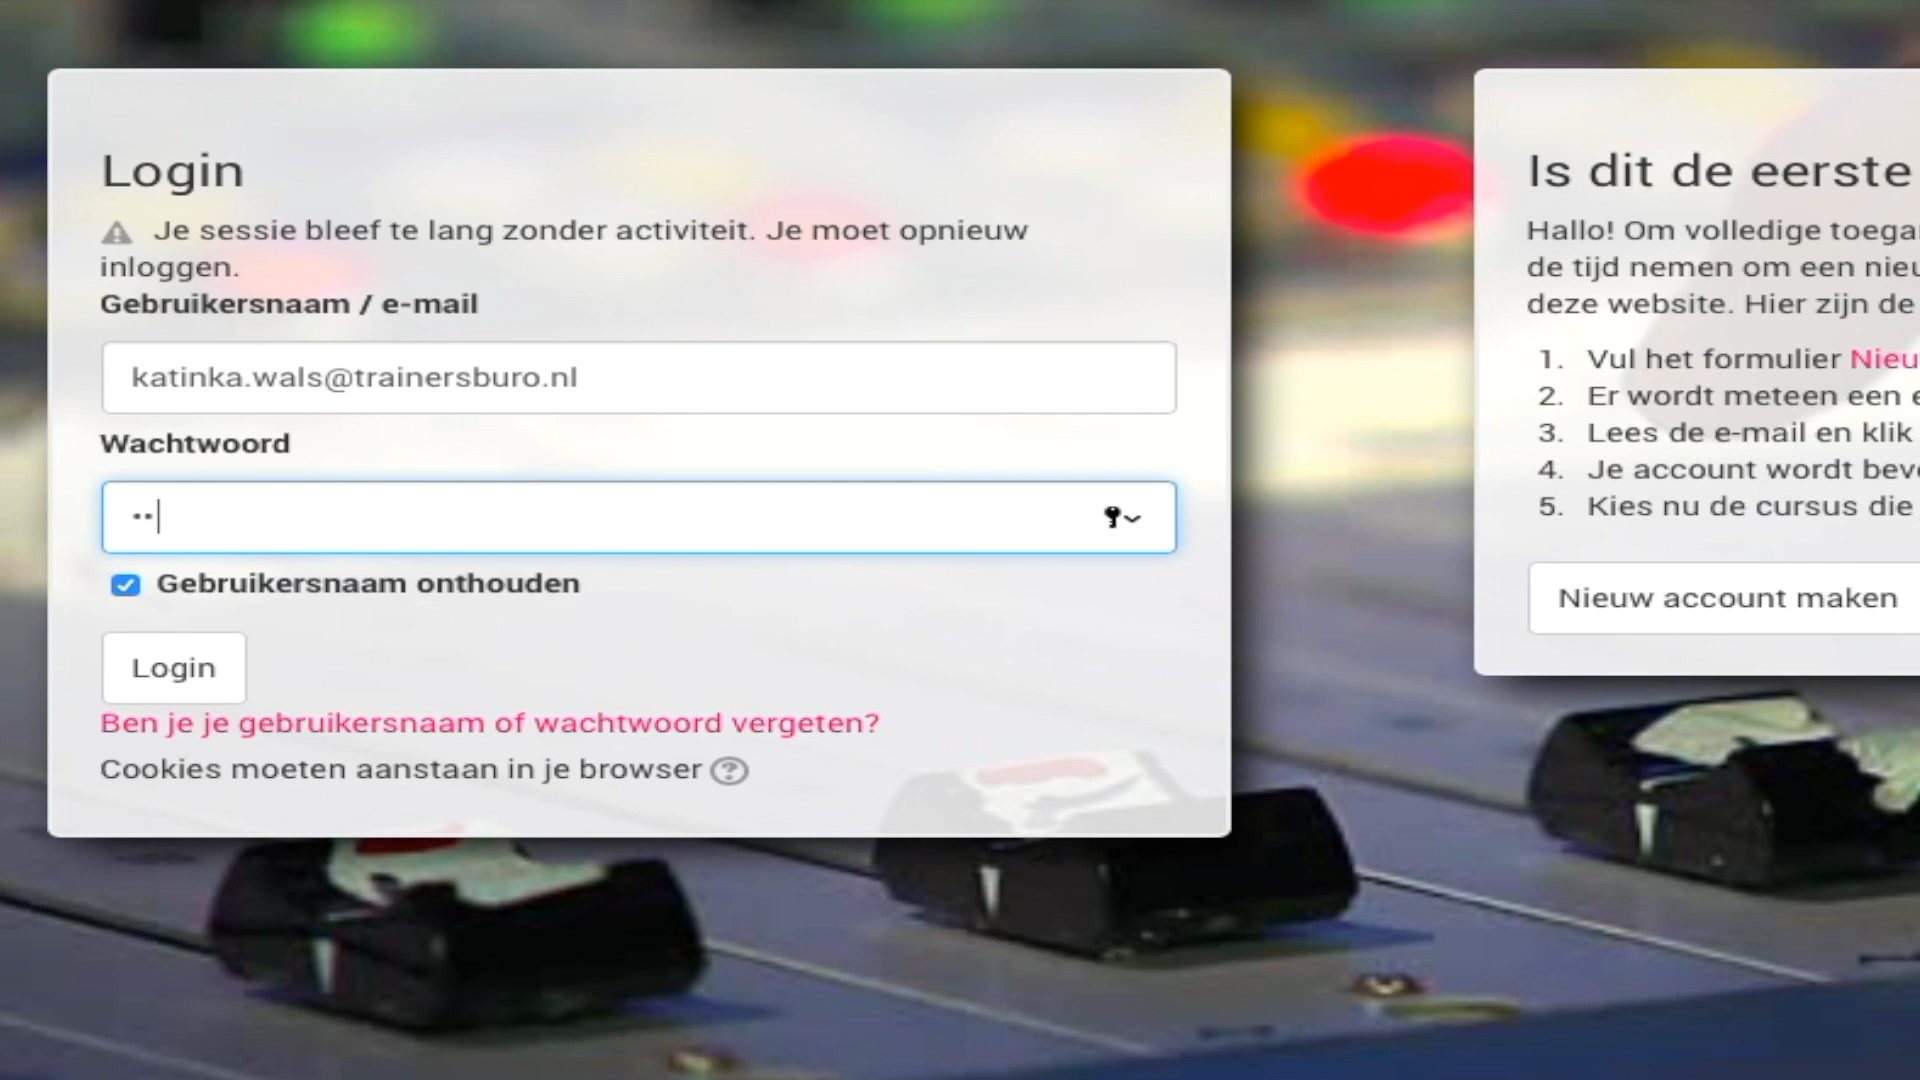 Login
Je sessie bleef te lang zonder activiteit. Je moet opnieuw
inloggen.
Gebruikersnaam / e-mail
katinka.wals@trainersburo.nl
Wachtwoord
••
Gebruikersnaam onthouden
Login
Ben je je gebruikersnaam of wachtwoord vergeten?
Cookies moeten aanstaan in je browser
Is dit de eerste
Hallo! Om volledige
de tijd nemen om een
deze website. Hier zijn de
1. Vul het formulier
2. Er wordt meteen een
3. Lees de e-mail en klik
4. Je account wordt
5. Kies nu de cursus die
Nieuw account maken